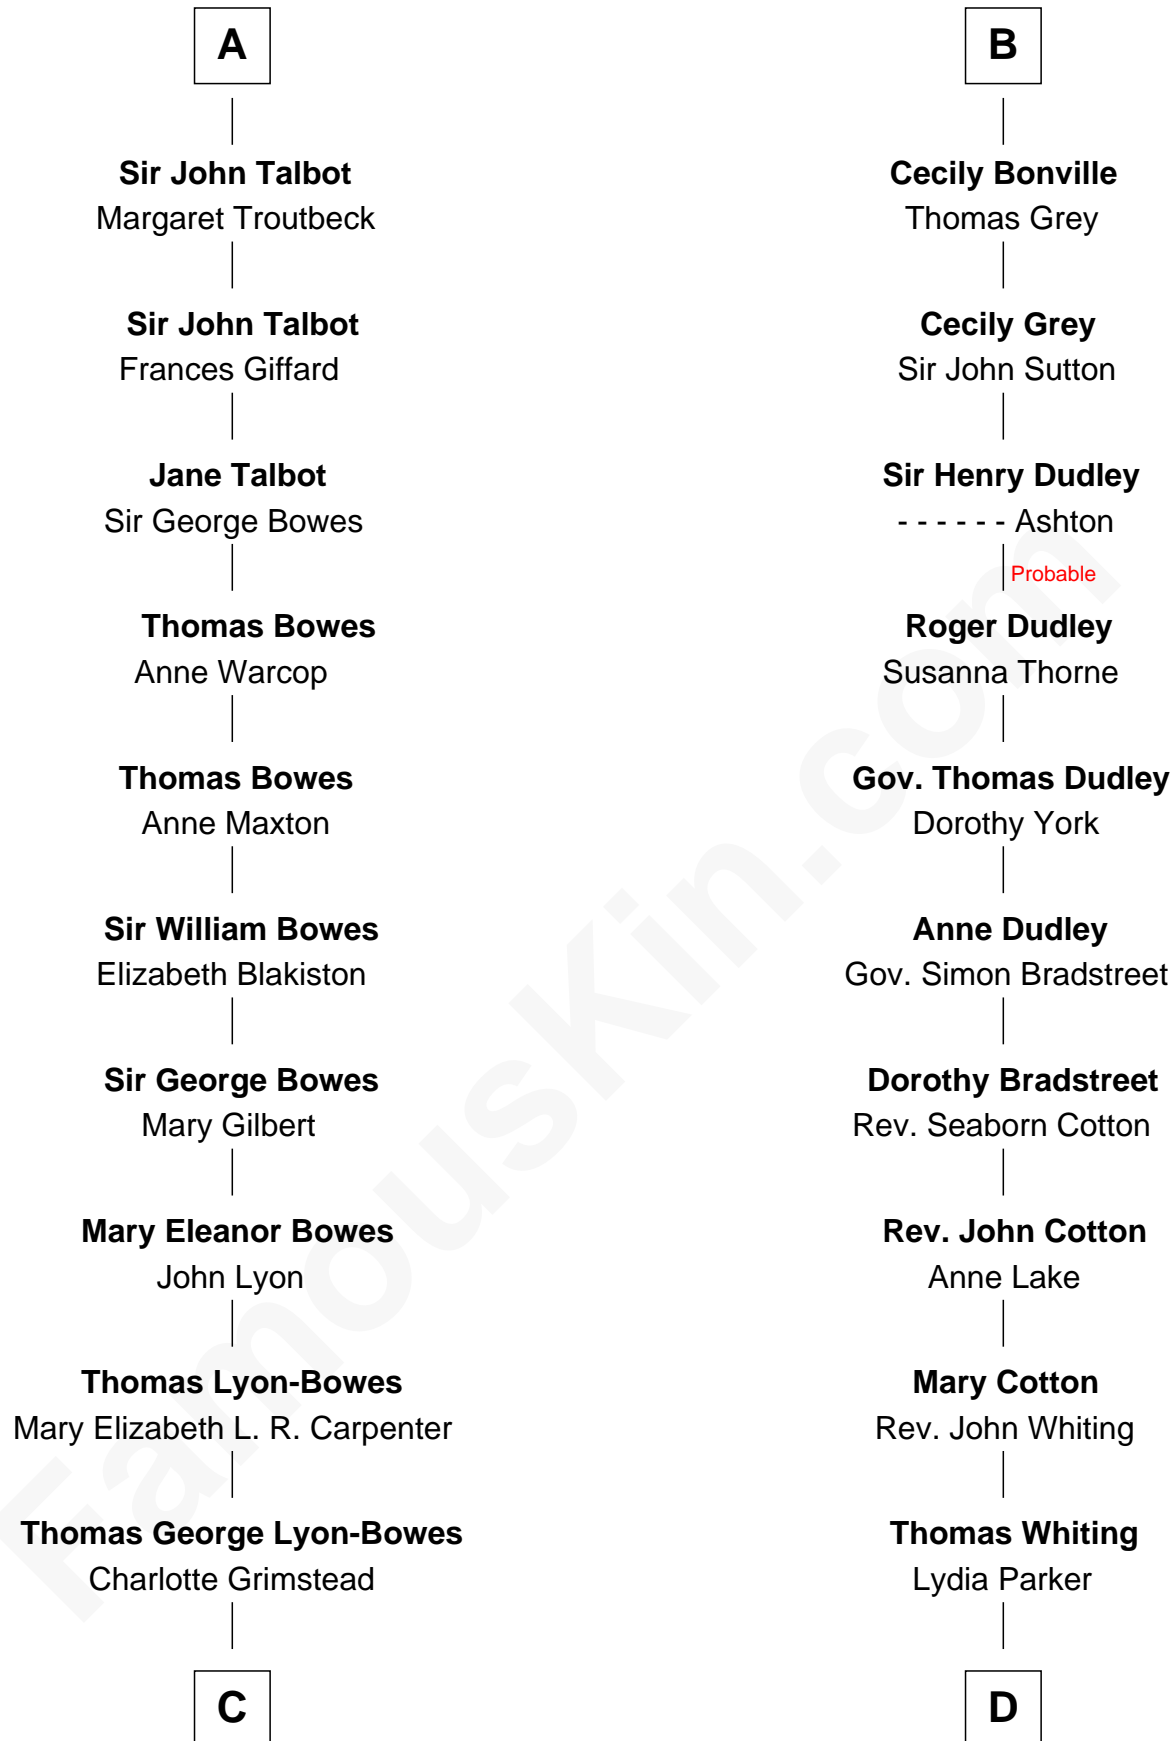 A
Sir John Talbot
Margaret Troutbeck
Sir John Talbot
Frances Giffard
Jane Talbot
Sir George Bowes
Thomas Bowes
Anne Warcop
Thomas Bowes
Anne Maxton
Sir William Bowes
Elizabeth Blakiston
Sir George Bowes
Mary Gilbert
Mary Eleanor Bowes
John Lyon
Thomas Lyon-Bowes
Mary Elizabeth L. R. Carpenter
Thomas George Lyon-Bowes
Charlotte Grimstead
C
B
Cecily Bonville
Thomas Grey
Cecily Grey
Sir John Sutton
Sir Henry Dudley
- - - - - - Ashton
Probable
Roger Dudley
Susanna Thorne
Gov. Thomas Dudley
Dorothy York
Anne Dudley
Gov. Simon Bradstreet
Dorothy Bradstreet
Rev. Seaborn Cotton
Rev. John Cotton
Anne Lake
Mary Cotton
Rev. John Whiting
Thomas Whiting
Lydia Parker
D
FamousKin.com